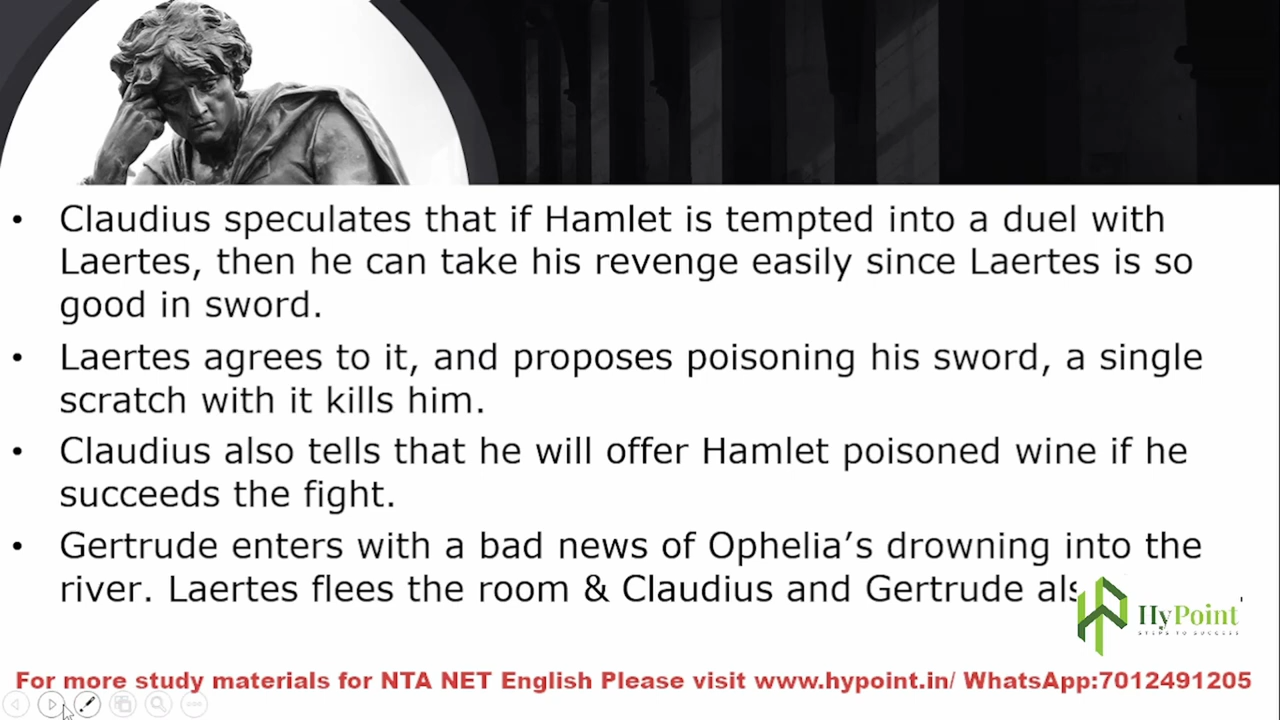 • Claudius speculates that if Hamlet is tempted into a duel with
Laertes, then he can take his revenge easily since Laertes is so
good in sword.
• Laertes agrees to it, and proposes poisoning his sword, a single
scratch with it kills him.
• Claudius also tells that he will offer Hamlet poisoned wine if he
succeeds the fight.
• Gertrude enters with a bad news of Ophelia’s drowning into the
river. Laertes flees the room & Claudius and Gertrude
HyPoint
STEPS TO SUCCESS
For more study materials for NTA NET English Please visit www.hypoint.in/ WhatsApp:7012491205